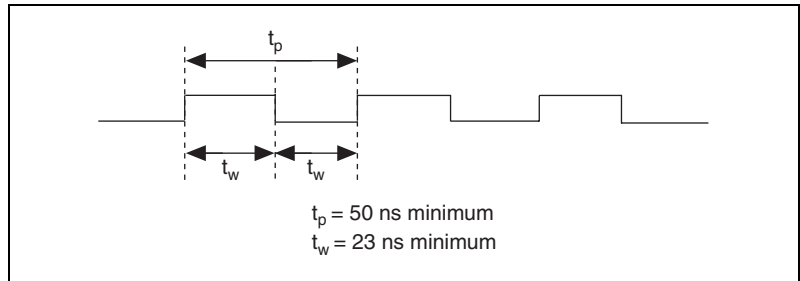 tp
tw tw
tp = 50 ns minimum
tw = 23 ns minimum